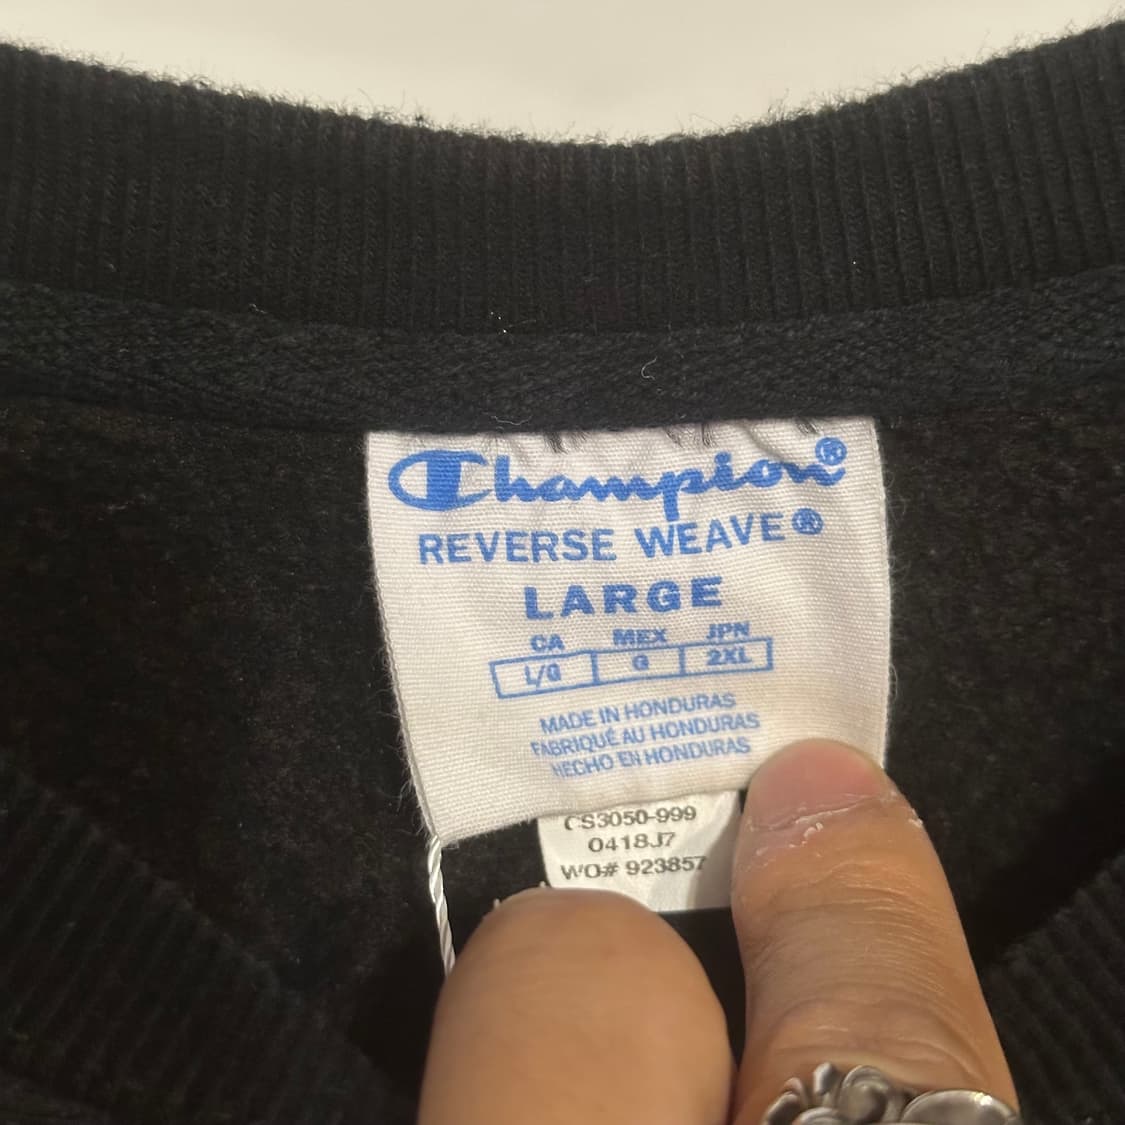 Champion®
REVERSE WEAVE®
LARGE
CA MEX JPN
L/G G 2XL
MADE IN HONDURAS
FABRIQUÉ AU HONDURAS
HECHO EN HONDURAS
CS3050-999
0418J7
WO# 923857